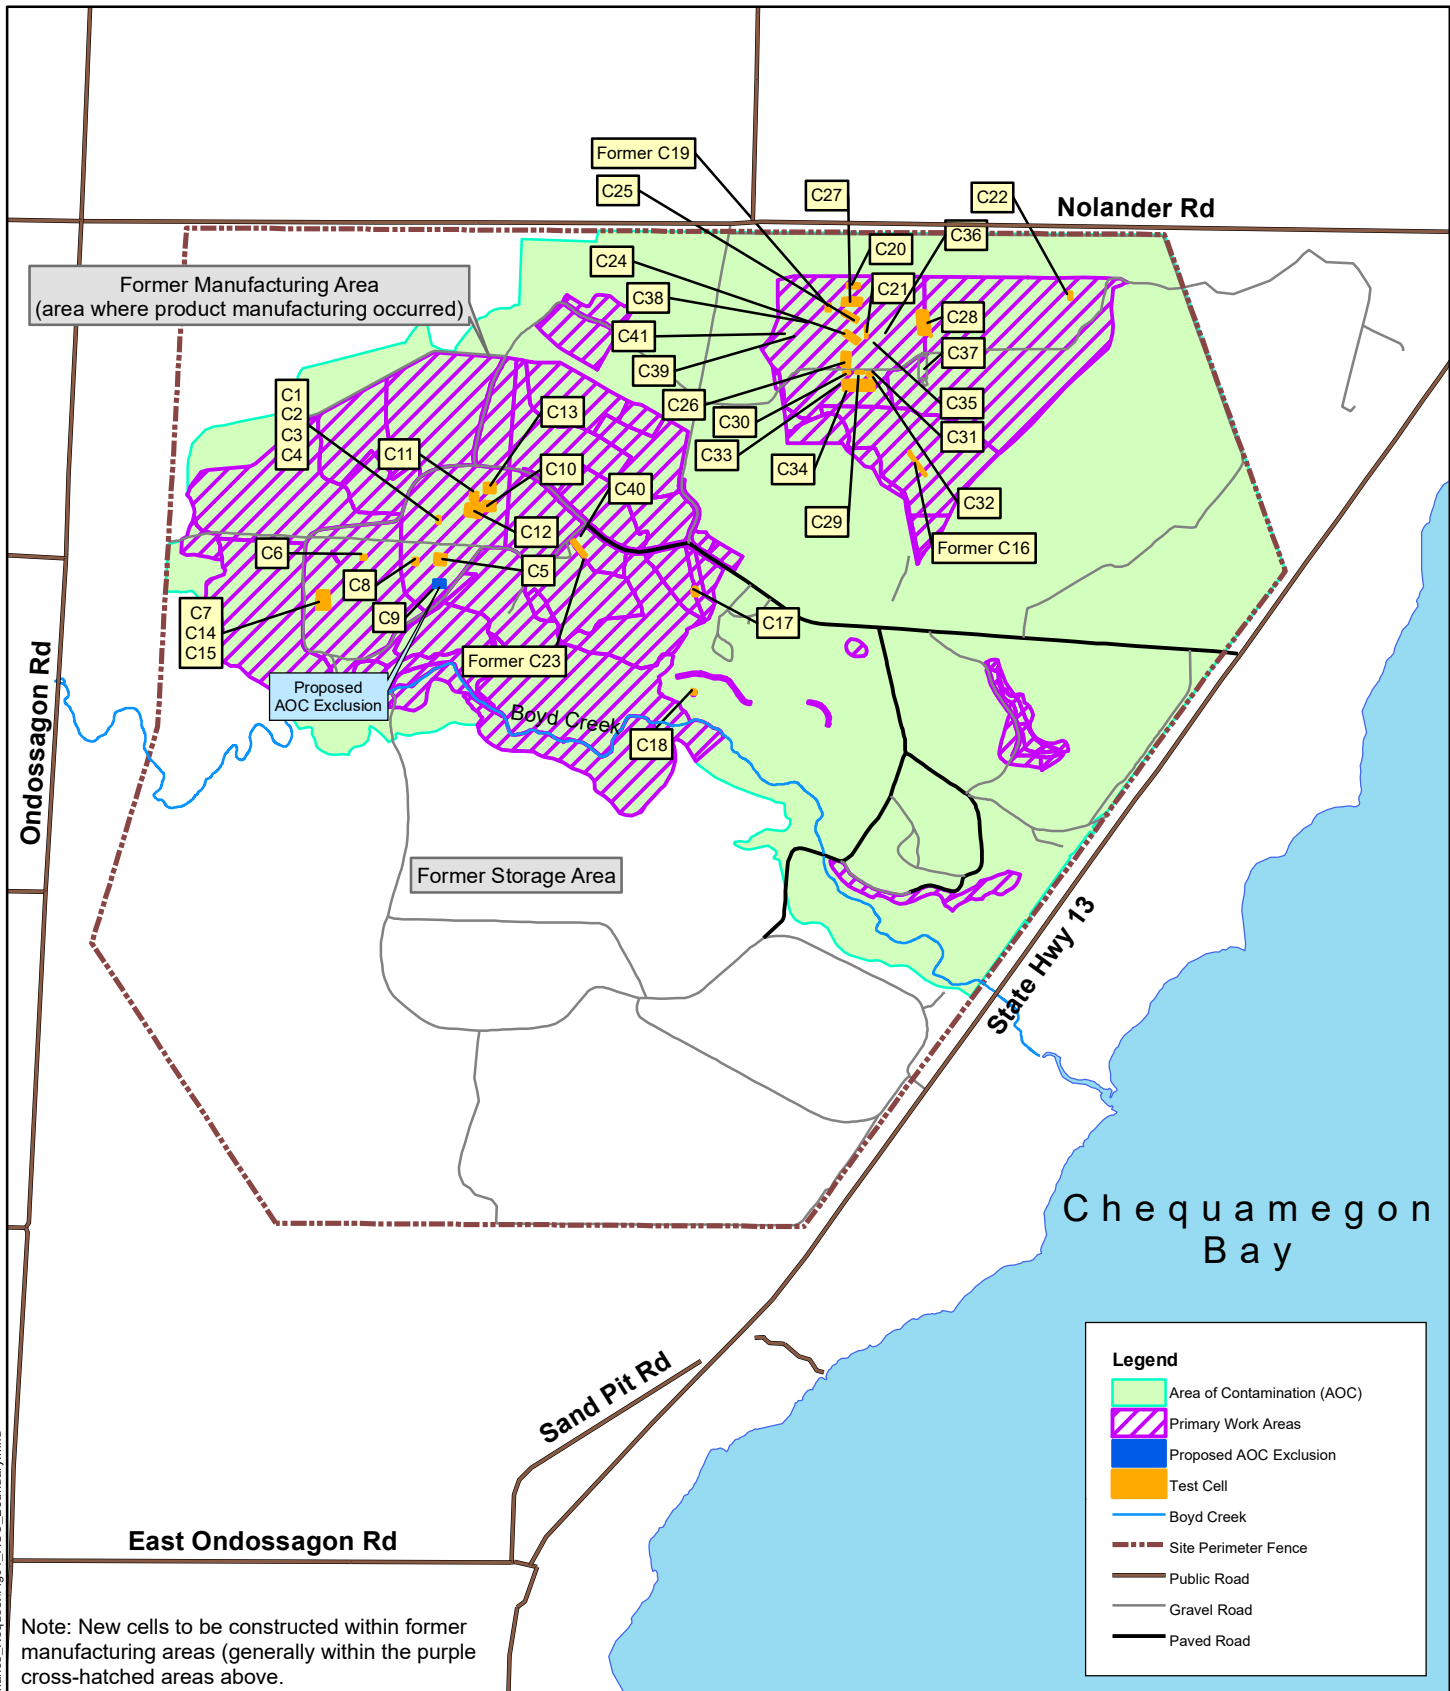 Former C19
C25
C27
C22
Nolander Rd
C20
C36
C24
Former Manufacturing Area
(area where product manufacturing occurred)
C38
C21
C28
C41
C37
C39
C1
C2
C3
C4
C13
C26
C35
C30
C31
C11
C33
C10
C34
C40
C32
C29
C12
Former C16
C6
C5
C8
C7
C14
C15
C9
C17
Former C23
Proposed
AOC Exclusion
Boyd Creek
C18
Ondossagon Rd
Former Storage Area
State Hwy 13
Chequamegon
Bay
Sand Pit Rd
East Ondossagon Rd
Legend
Area of Contamination (AOC)
Primary Work Areas
Proposed AOC Exclusion
Test Cell
Boyd Creek
Site Perimeter Fence
Public Road
Gravel Road
Paved Road
Note: New cells to be constructed within former
manufacturing areas (generally within the purple
cross-hatched areas above.